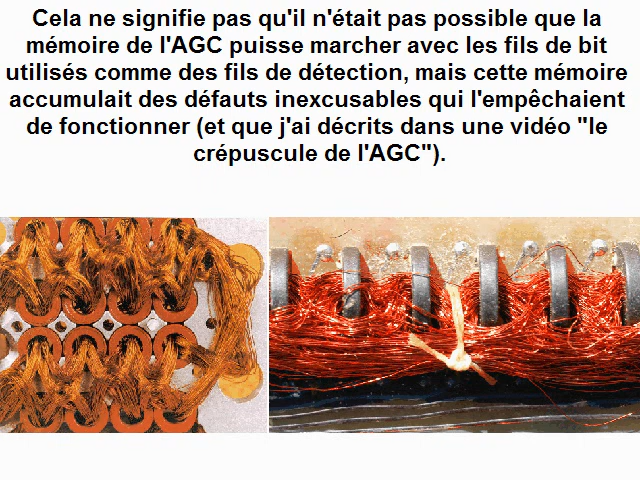 Cela ne signifie pas qu'il n'était pas possible que la
mémoire de l'AGC puisse marcher avec les fils de bit
utilisés comme des fils de détection, mais cette mémoire
accumulait des défauts inexcusables qui l'empêchaient
de fonctionner (et que j'ai décrits dans une vidéo "le
crépuscule de l'AGC").